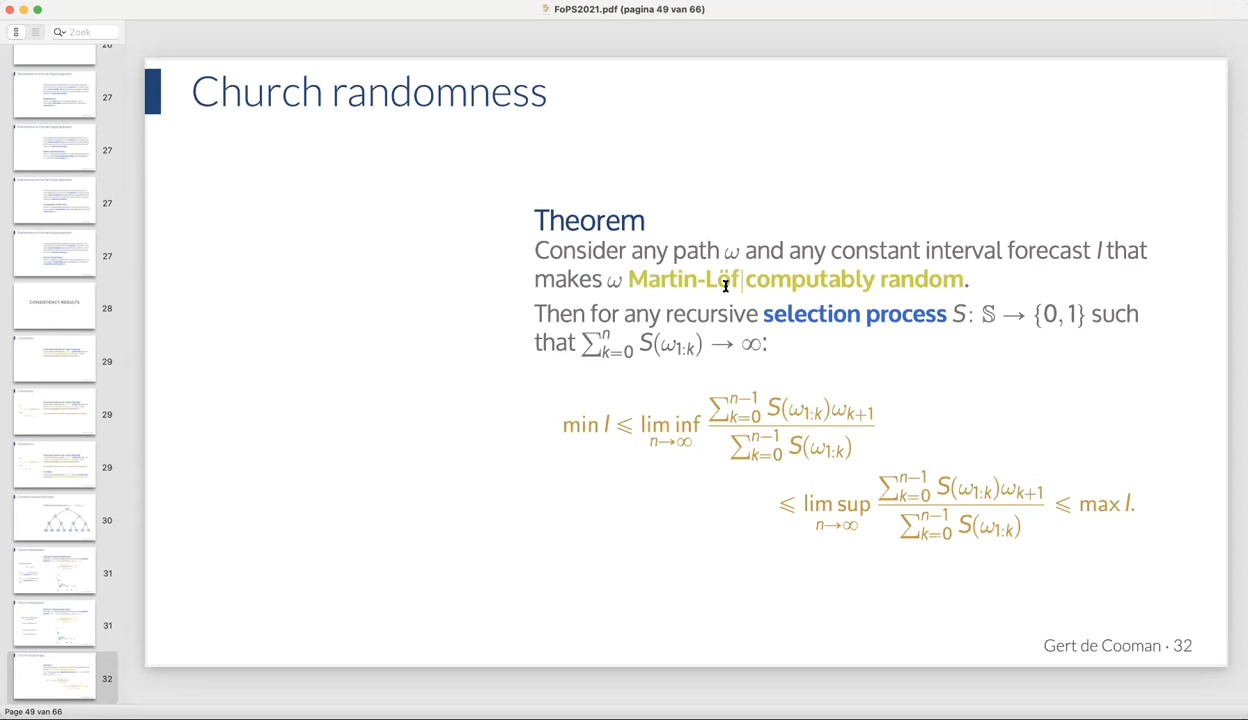 FoPS2021.pdf (pagina 49 van 66)
Zoek
26
27
27
27
27
CONSISTENCY RESULTS
28
29
29
29
30
31
31
32
Church randomness
Theorem
Consider any path ω and any constant interval forecast I that
makes ω Martin-Löf|computably random.
Then for any recursive selection process S: 𝕊 → {0, 1} such
that ∑ⁿₖ₌₀ S(ω₁:ₖ) → ∞:
min I ⩽ lim inf n→∞ ∑ⁿ⁻¹ₖ₌₀ S(ω₁:ₖ)ωₖ₊₁ / ∑ⁿ⁻¹ₖ₌₀ S(ω₁:ₖ)
⩽ lim sup n→∞ ∑ⁿ⁻¹ₖ₌₀ S(ω₁:ₖ)ωₖ₊₁ / ∑ⁿ⁻¹ₖ₌₀ S(ω₁:ₖ) ⩽ max I.
Gert de Cooman · 32
Page 49 van 66